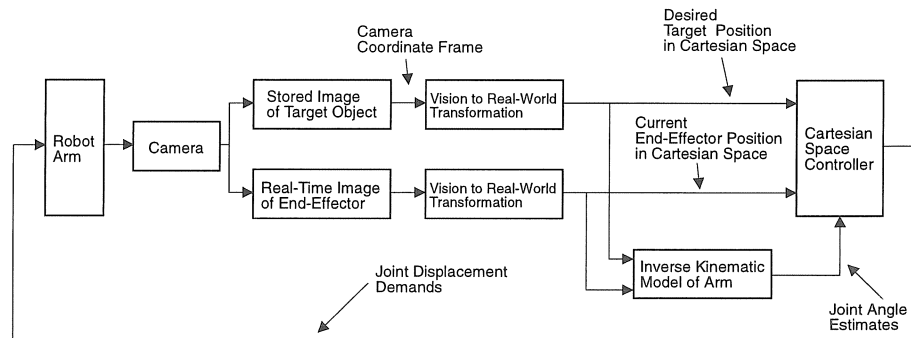 Camera
Coordinate Frame
Desired
Target Position
in Cartesian Space
Stored Image
of Target Object
Vision to Real-World
Transformation
Robot
Arm
Camera
Current
End-Effector Position
in Cartesian Space
Cartesian
Space
Controller
Real-Time Image
of End-Effector
Vision to Real-World
Transformation
Inverse Kinematic
Model of Arm
Joint Displacement
Demands
Joint Angle
Estimates